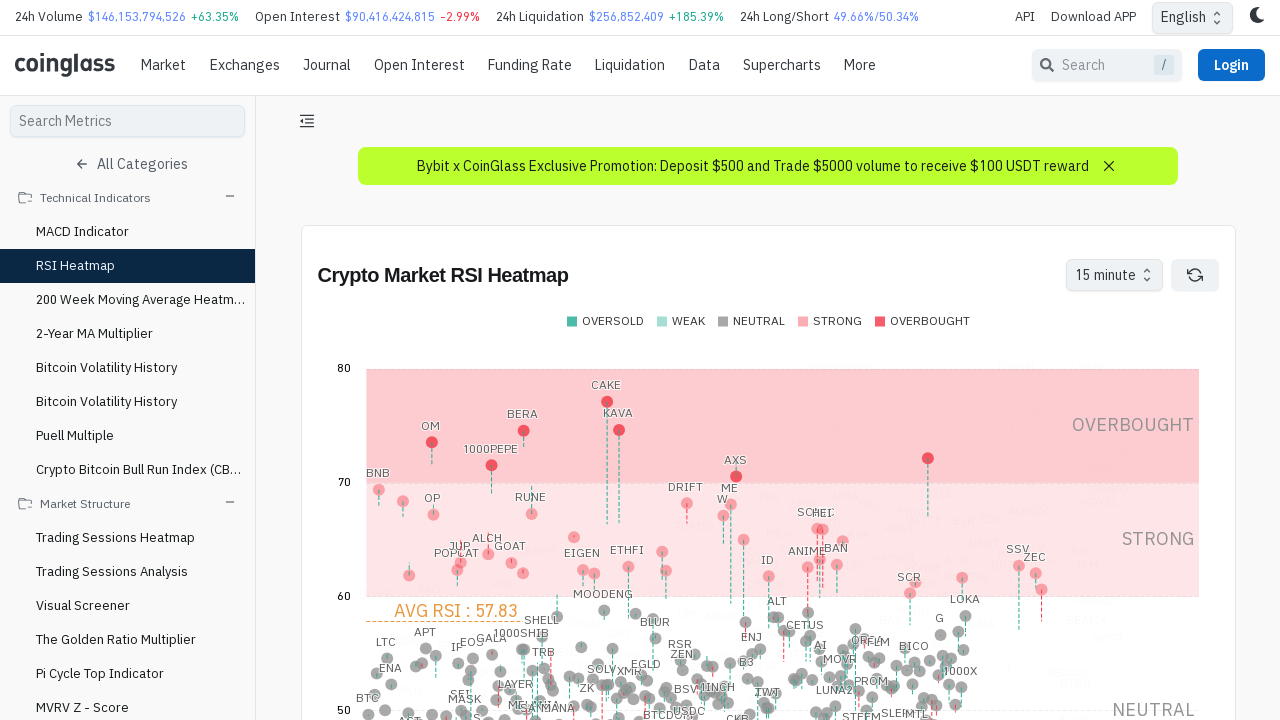 24h Volume $146,153,794,526 +63.35% Open Interest $90,416,424,815 -2.99% 24h Liquidation $256,852,409 +185.39% 24h Long/Short 49.66%/50.34% API Download APP English
coinglass Market Exchanges Journal Open Interest Funding Rate Liquidation Data Supercharts More Search / Login
Search Metrics
All Categories
Technical Indicators
MACD Indicator
RSI Heatmap
200 Week Moving Average Heatm...
2-Year MA Multiplier
Bitcoin Volatility History
Bitcoin Volatility History
Puell Multiple
Crypto Bitcoin Bull Run Index (CB...
Market Structure
Trading Sessions Heatmap
Trading Sessions Analysis
Visual Screener
The Golden Ratio Multiplier
Pi Cycle Top Indicator
MVRV Z - Score
Bybit x CoinGlass Exclusive Promotion: Deposit $500 and Trade $5000 volume to receive $100 USDT reward
Crypto Market RSI Heatmap
15 minute
OVERSOLD WEAK NEUTRAL STRONG OVERBOUGHT
80
CAKE
BERA KAVA
OM OVERBOUGHT
1000PEPE
AXS
BNB
70
DRIFT ME
OP RUNE W
HEI
ALCH STRONG
JUP GOAT
POPCAT EIGEN ETHFI ANIME BAN SSV
ID ZEC
SCR
60 MOODENG
ALT LOKA
AVG RSI : 57.83
SHELL BLUR CETUS G
APT 1000SHIB
LTC GALA ENJ
RSR AI BICO
TRB ZEN
ENA EGLD B3 MOVR
SOLV XMR 1000X
LAYER ZK BSV 1INCH PROM
BTC MASK TWT LUNA2
USDC
50 BTCDOM NEUTRAL
STEEM MTL